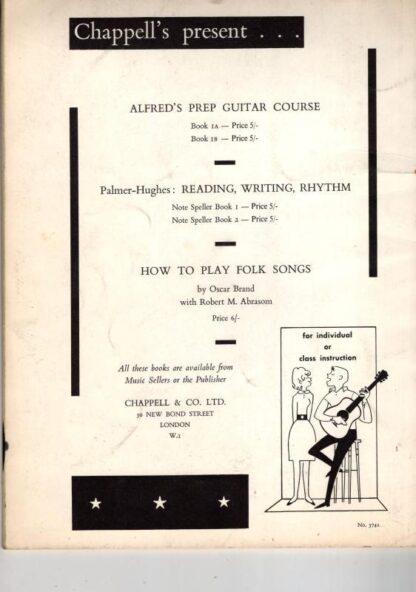 Chappell's present . . .
ALFRED'S PREP GUITAR COURSE
Book 1A — Price 5/-
Book 1B — Price 5/-
Palmer-Hughes: READING, WRITING, RHYTHM
Note Speller Book 1 — Price 5/-
Note Speller Book 2 — Price 5/-
HOW TO PLAY FOLK SONGS
by Oscar Brand
with Robert M. Abrasom
Price 6/-
for individual
or
class instruction
All these books are available from
Music Sellers or the Publisher
CHAPPELL & CO. LTD.
50 NEW BOND STREET
LONDON
W.1
No. 3742